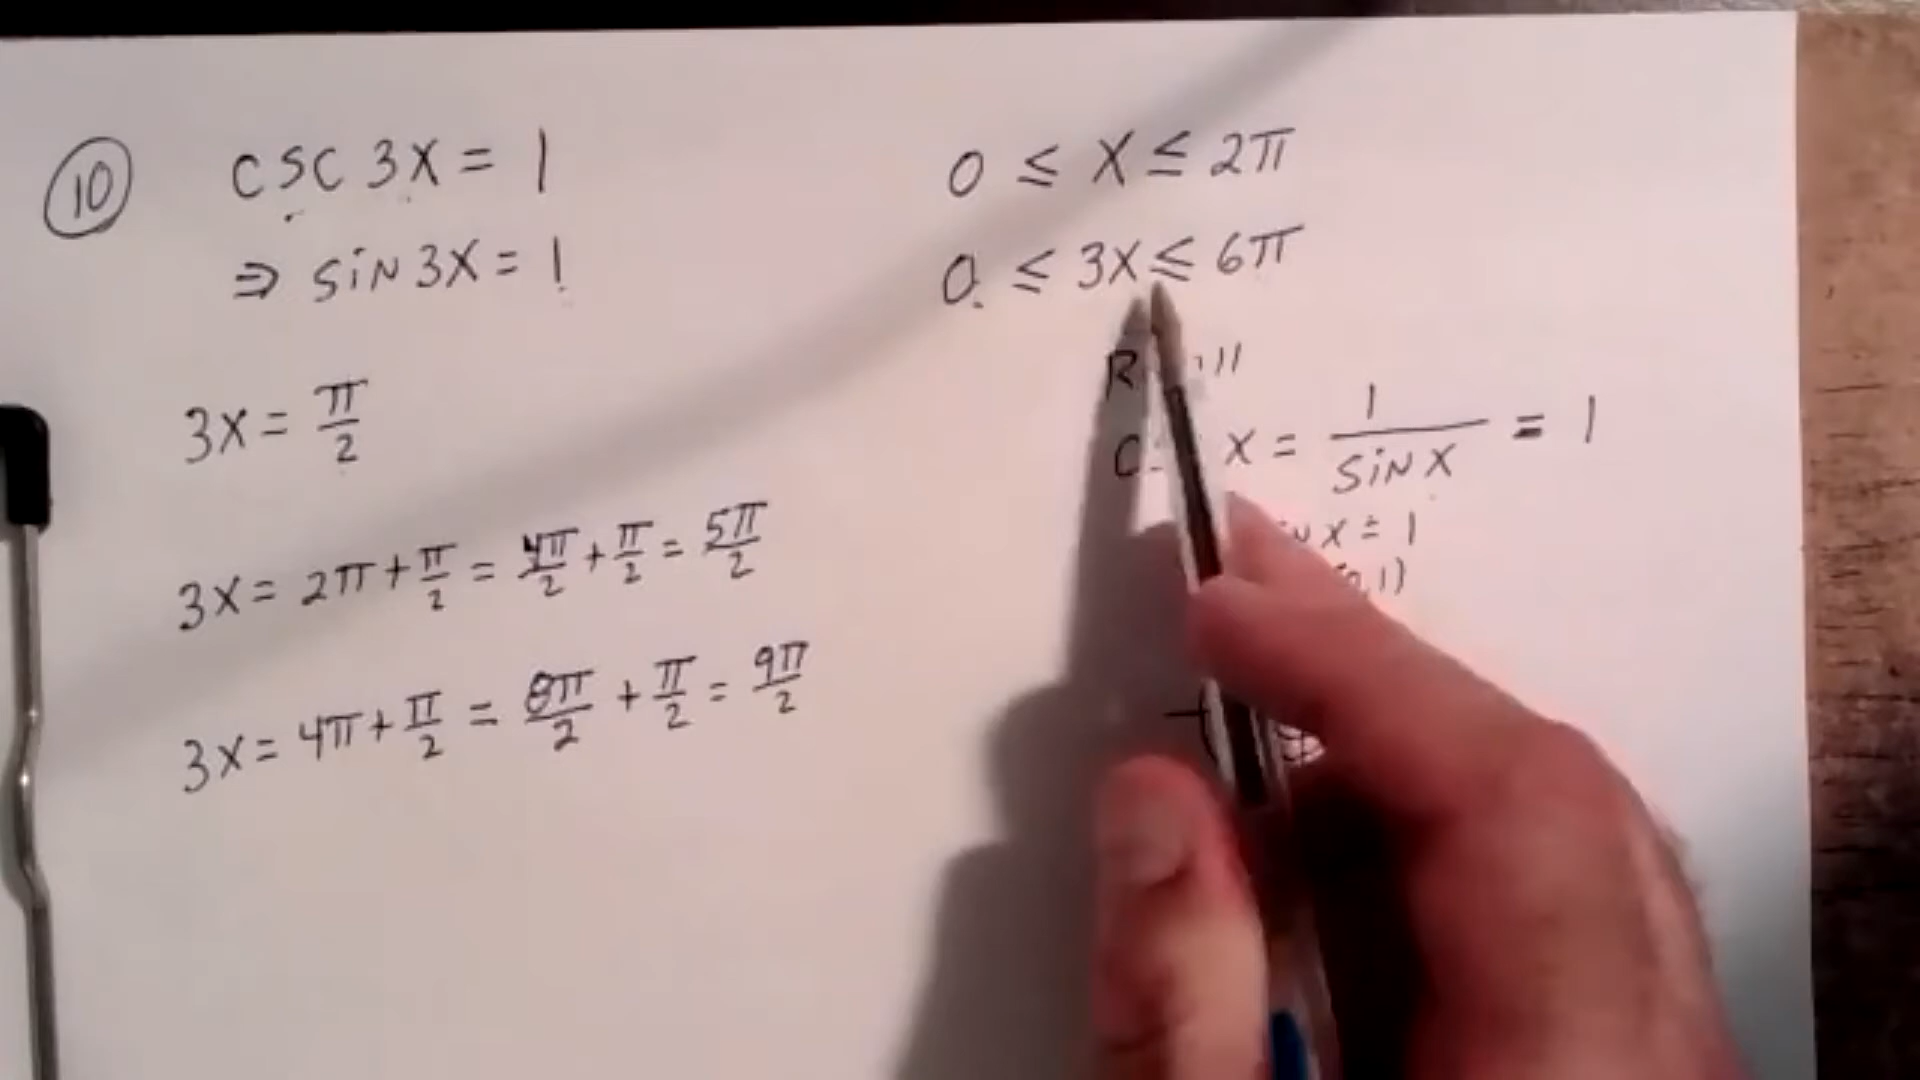 ⑩ CSC 3X = 1
⇒ SiN 3X = 1
3X = π/2
3X = 2π + π/2 = 4π/2 + π/2 = 5π/2
3X = 4π + π/2 = 8π/2 + π/2 = 9π/2
0 ≤ X ≤ 2π
0 ≤ 3X ≤ 6π
X = 1/SiN X = 1
X = 1